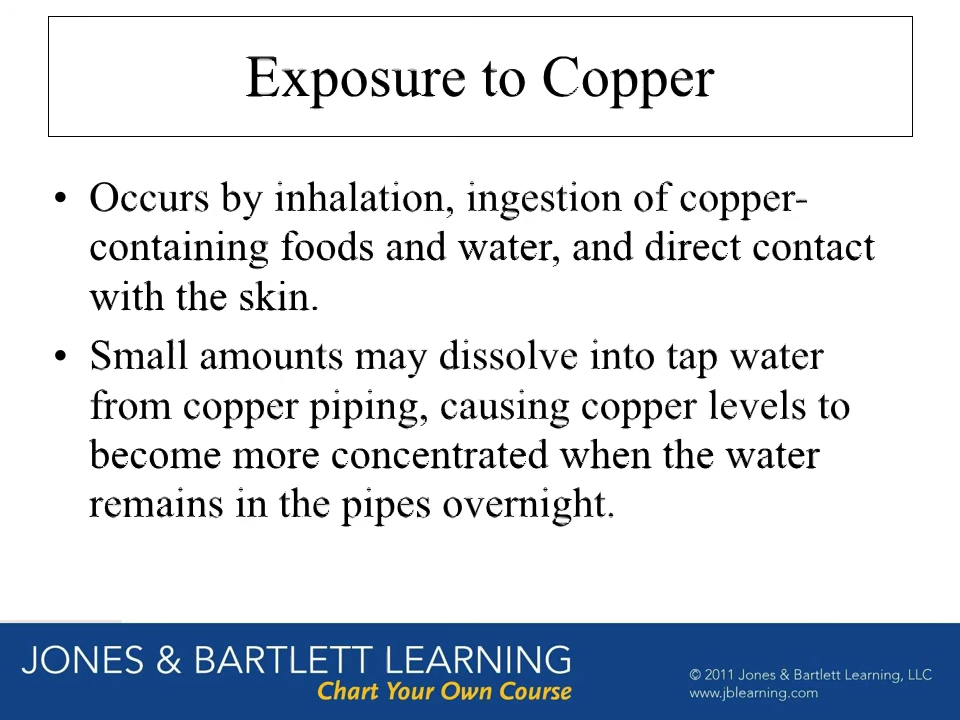 Exposure to Copper
• Occurs by inhalation, ingestion of copper-
containing foods and water, and direct contact
with the skin.
• Small amounts may dissolve into tap water
from copper piping, causing copper levels to
become more concentrated when the water
remains in the pipes overnight.
JONES & BARTLETT LEARNING
Chart Your Own Course
© 2011 Jones & Bartlett Learning, LLC
www.jblearning.com